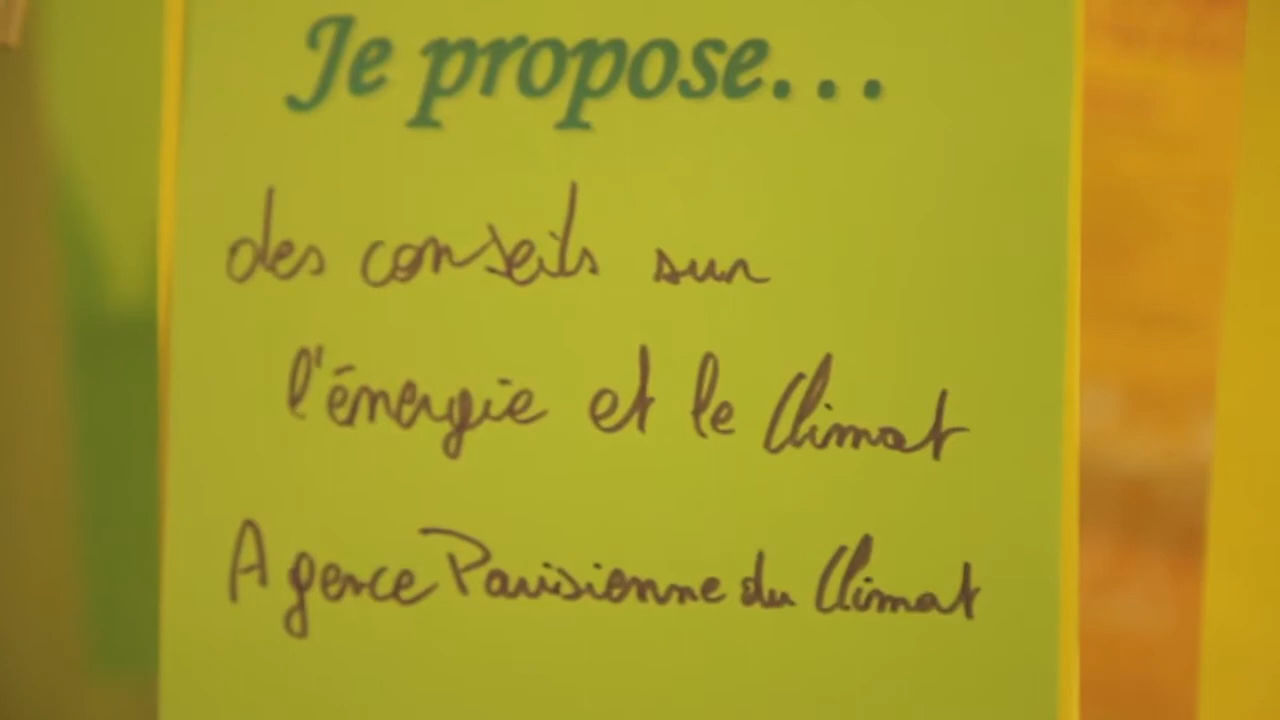 Je propose...
des conseils sur
l'énergie et le Climat
Agence Parisienne du Climat